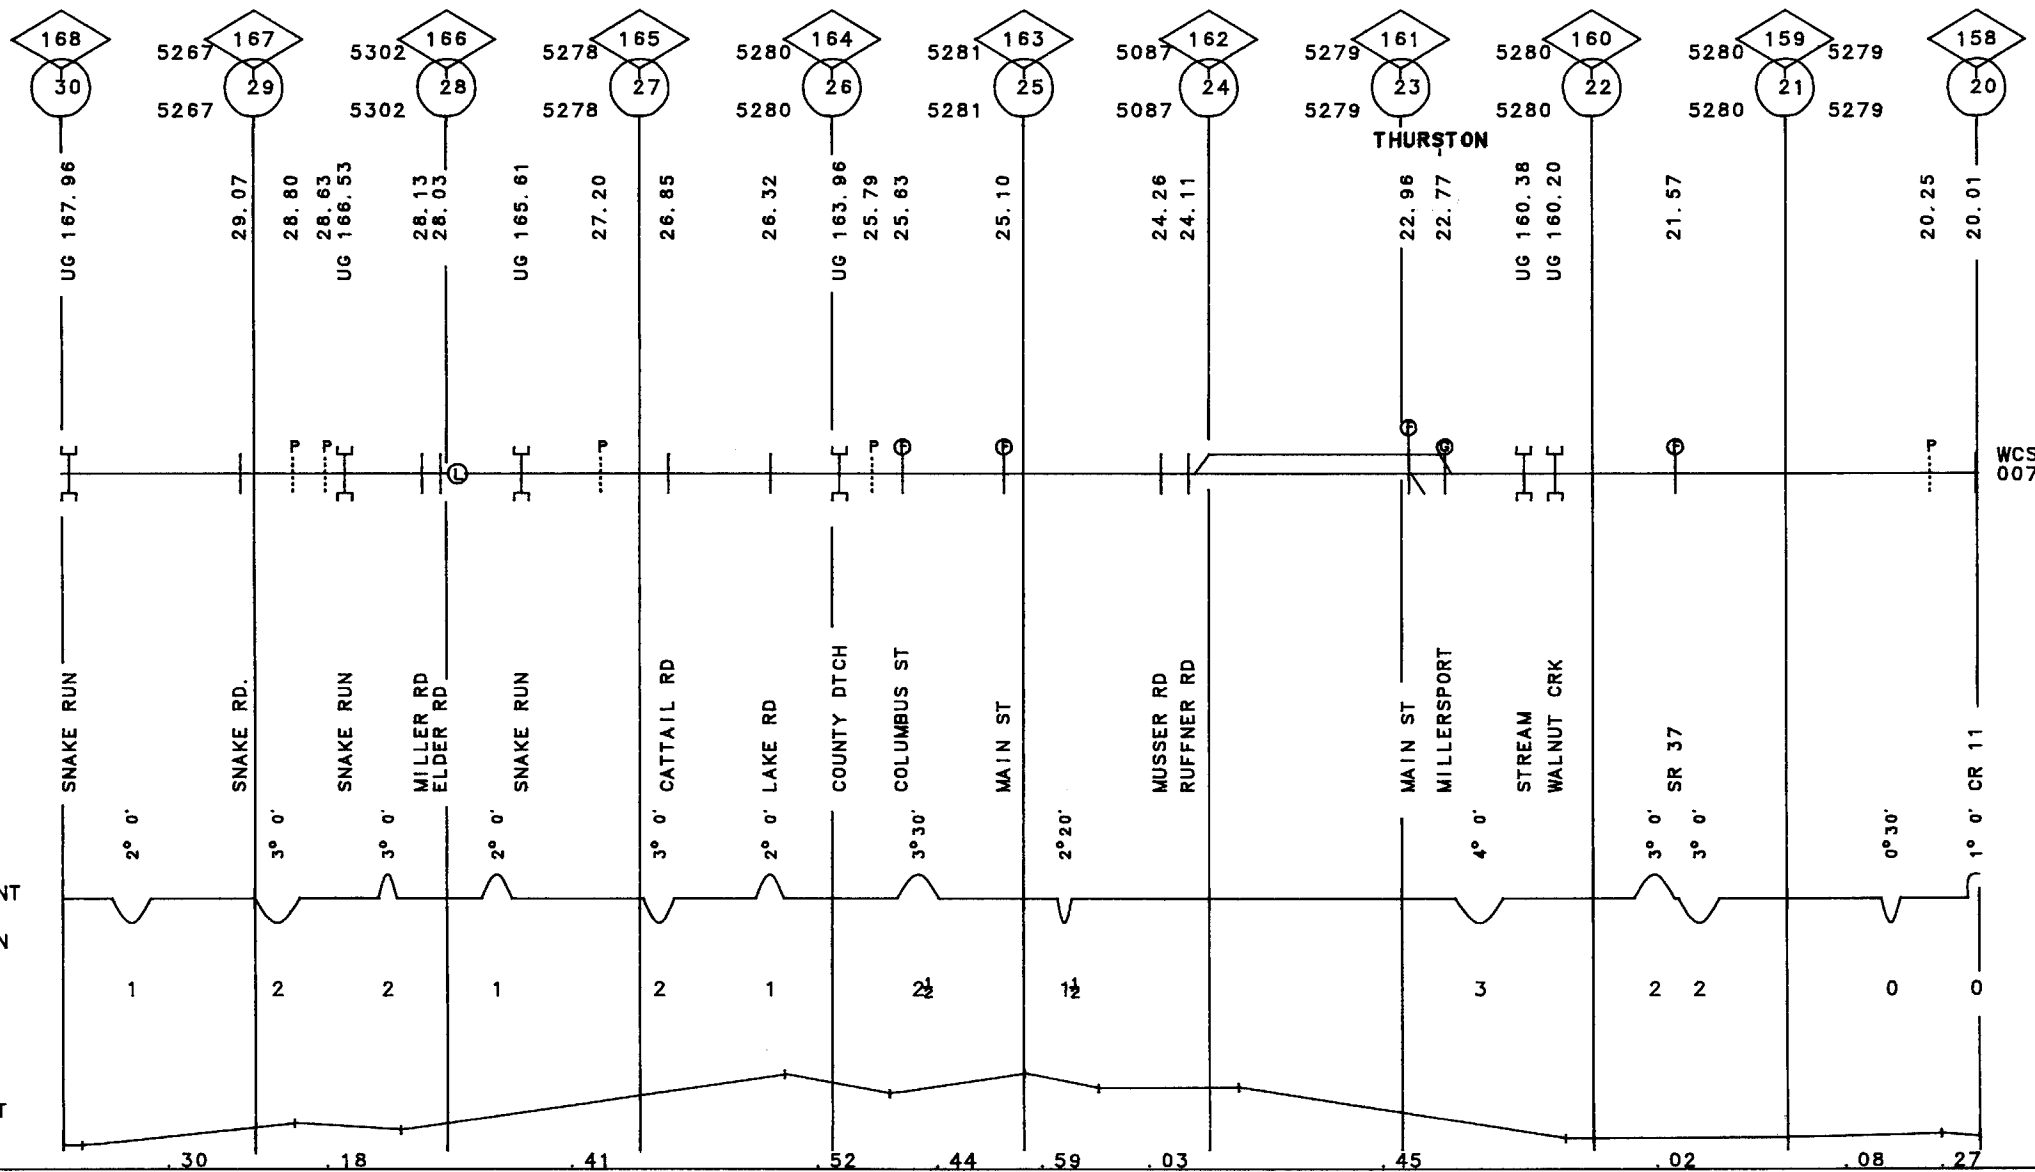 168 167 166 165 164 163 162 161 160 159 158
5267 5302 5278 5280 5281 5087 5279 5280 5280 5279
30 29 28 27 26 25 24 23 22 21 20
5267 5302 5278 5280 5281 5087 5279 5280 5280 5279
THURSTON
UG 167.96
29.07
28.80
28.63
UG 166.53
28.13
28.03
UG 165.61
27.20
26.85
26.32
UG 163.96
25.79
25.63
25.10
24.26
24.11
22.96
22.77
UG 160.38
UG 160.20
21.57
20.25
20.01
P P L P P F F F G F P
WCS
007
SNAKE RUN
SNAKE RD.
SNAKE RUN
MILLER RD
ELDER RD
SNAKE RUN
CATTAIL RD
LAKE RD
COUNTY DTCH
COLUMBUS ST
MAIN ST
MUSSER RD
RUFFNER RD
MAIN ST
MILLERSPORT
STREAM
WALNUT CRK
SR 37
CR 11
2° 0' 3° 0' 3° 0' 2° 0' 3° 0' 2° 0' 3°30' 2°20' 4° 0' 3° 0' 3° 0' 0°30' 1° 0'
NT
N
1 2 2 1 2 1 2½ 1½ 3 2 2 0 0
T
.30 .18 .41 .52 .44 .59 .03 .45 .02 .08 .27